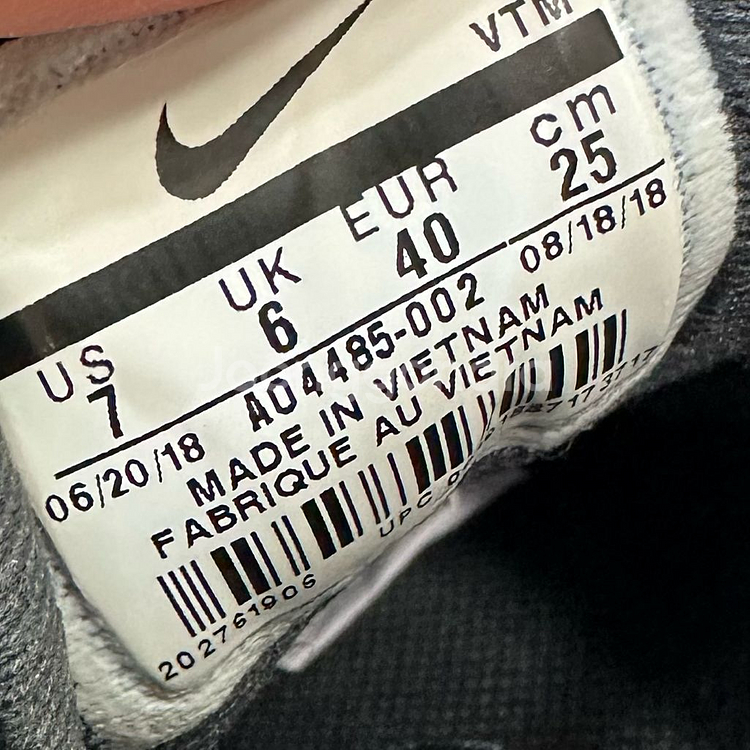 VTM
US UK EUR cm
7 6 40 25
06/20/18 AO4485-002 08/18/18
MADE IN VIETNAM
FABRIQUE AU VIETNAM
UPC
202761906